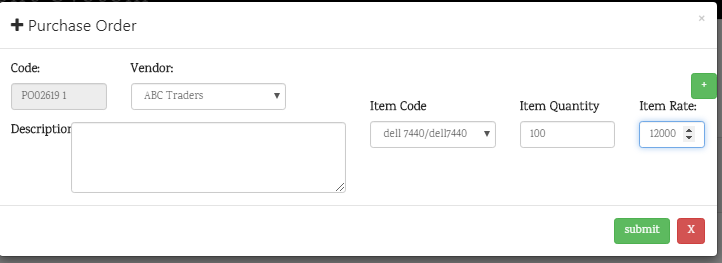 ×
+ Purchase Order
Code: Vendor:
PO02619 1 ABC Traders
+
Item Code Item Quantity Item Rate:
dell 7440/dell7440 100 12000
Description
submit X